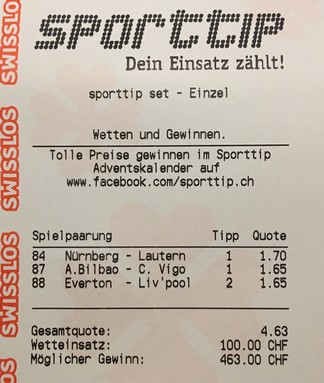 SWISSLOS
SWISSLOS
SWISSLOS
SWISSLOS
sporttip
Dein Einsatz zählt!
sporttip set - Einzel
Wetten und Gewinnen.
Tolle Preise gewinnen im Sporttip
Adventskalender auf
www.facebook.com/sporttip.ch
Spielpaarung Tipp Quote
84 Nürnberg - Lautern 1 1.70
87 A.Bilbao - C. Vigo 1 1.65
88 Everton - Liv'pool 2 1.65
Gesamtquote: 4.63
Wetteinsatz: 100.00 CHF
Möglicher Gewinn: 463.00 CHF